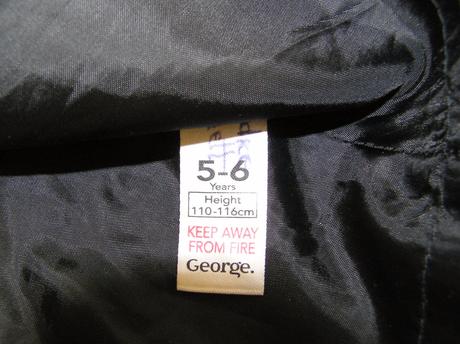 5-6
Years
Height
110-116cm
KEEP AWAY
FROM FIRE
George.